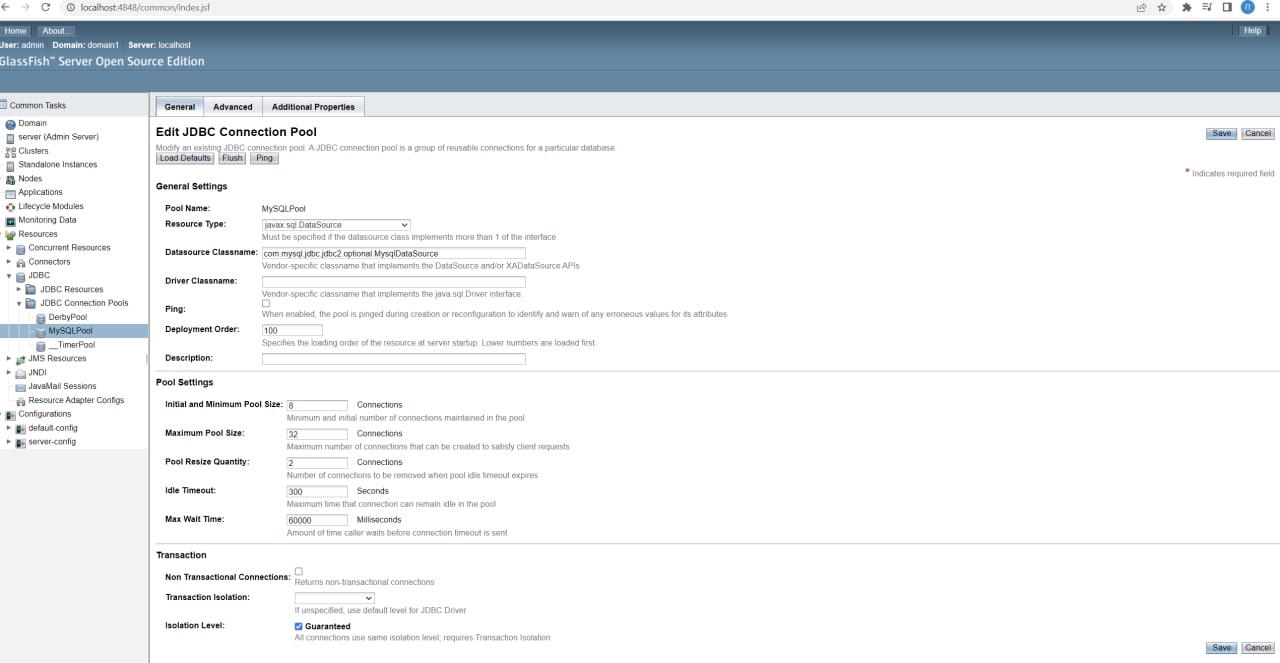 localhost:4848/common/index.jsf
П
Home About...
Help
User: admin Domain: domain1 Server: localhost
GlassFish™ Server Open Source Edition
Common Tasks
Domain
server (Admin Server)
Clusters
Standalone Instances
Nodes
Applications
Lifecycle Modules
Monitoring Data
Resources
Concurrent Resources
Connectors
JDBC
JDBC Resources
JDBC Connection Pools
DerbyPool
MySQLPool
__TimerPool
JMS Resources
JNDI
JavaMail Sessions
Resource Adapter Configs
Configurations
default-config
server-config
General Advanced Additional Properties
Edit JDBC Connection Pool
Save Cancel
Modify an existing JDBC connection pool. A JDBC connection pool is a group of reusable connections for a particular database.
Load Defaults Flush Ping
* Indicates required field
General Settings
Pool Name: MySQLPool
Resource Type: javax.sql.DataSource
Must be specified if the datasource class implements more than 1 of the interface.
Datasource Classname: com.mysql.jdbc.jdbc2.optional.MysqlDataSource
Vendor-specific classname that implements the DataSource and/or XADataSource APIs
Driver Classname:
Vendor-specific classname that implements the java.sql.Driver interface.
Ping:
When enabled, the pool is pinged during creation or reconfiguration to identify and warn of any erroneous values for its attributes
Deployment Order: 100
Specifies the loading order of the resource at server startup. Lower numbers are loaded first.
Description:
Pool Settings
Initial and Minimum Pool Size: 8 Connections
Minimum and initial number of connections maintained in the pool
Maximum Pool Size: 32 Connections
Maximum number of connections that can be created to satisfy client requests
Pool Resize Quantity: 2 Connections
Number of connections to be removed when pool idle timeout expires
Idle Timeout: 300 Seconds
Maximum time that connection can remain idle in the pool
Max Wait Time: 60000 Milliseconds
Amount of time caller waits before connection timeout is sent
Transaction
Non Transactional Connections:
Returns non-transactional connections
Transaction Isolation:
If unspecified, use default level for JDBC Driver
Isolation Level: Guaranteed
All connections use same isolation level; requires Transaction Isolation
Save Cancel